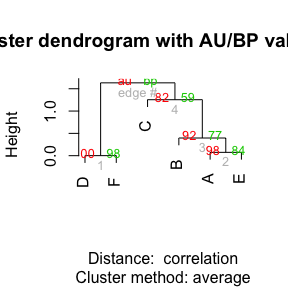 ster dendrogram with AU/BP val
au bp
edge #
82 59
4
C
92 77
3
B
98 84
2
A E
00 98
1
D F
Height
0.0 1.0
Distance: correlation
Cluster method: average